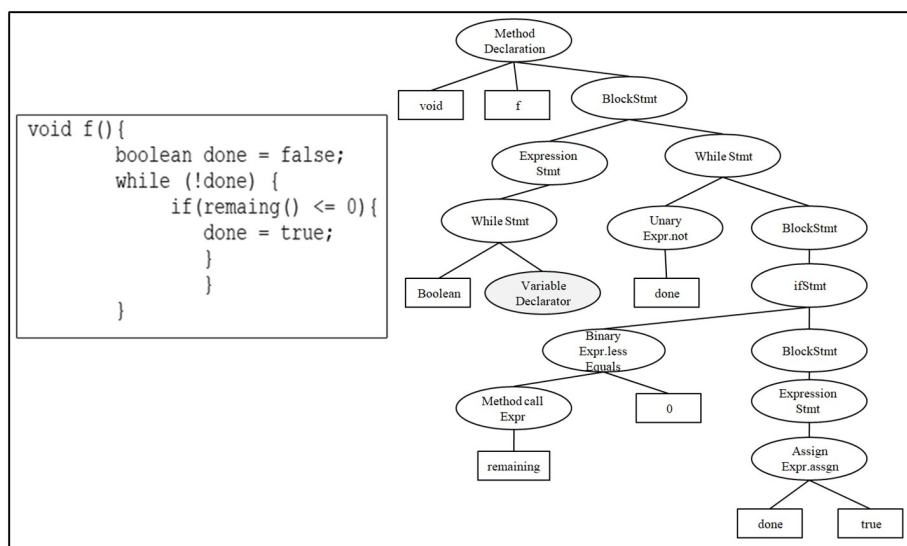 void f(){
boolean done = false;
while (!done) {
if(remaing() <= 0){
done = true;
}
}
}
Method
Declaration
void
f
BlockStmt
Expression
Stmt
While Stmt
While Stmt
Unary
Expr.not
BlockStmt
Boolean
Variable
Declarator
done
ifStmt
Binary
Expr.less
Equals
BlockStmt
Method call
Expr
0
Expression
Stmt
remaining
Assign
Expr.assgn
done
true